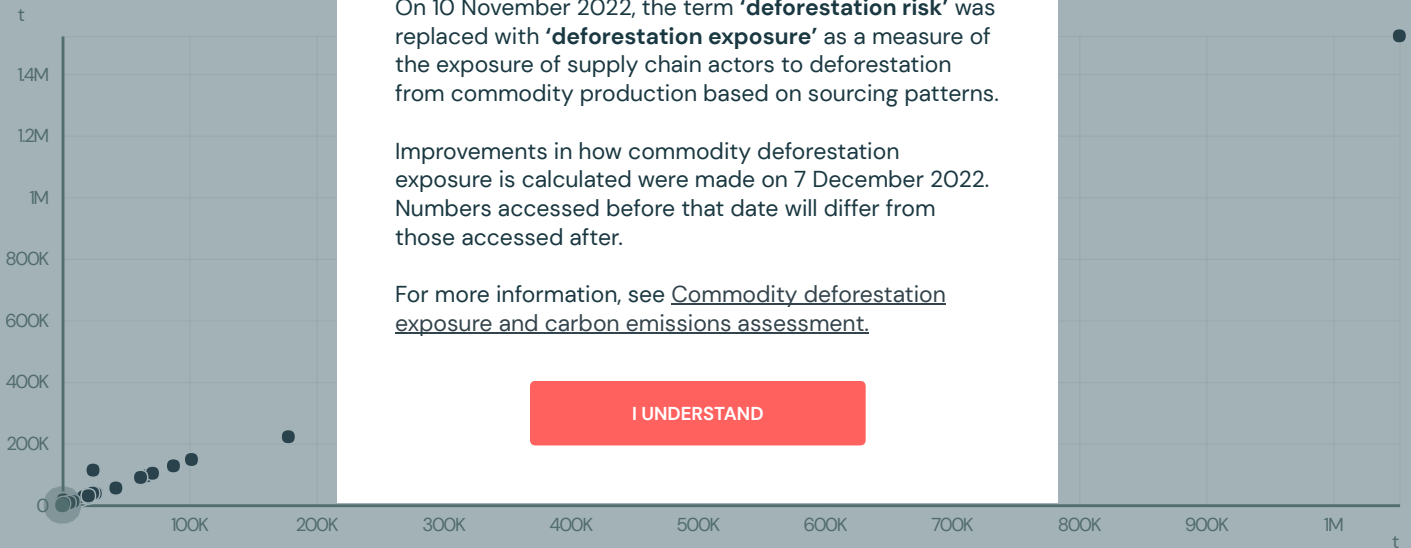 t
1.4M
1.2M
1M
800K
600K
400K
200K
0
On 10 November 2022, the term ‘deforestation risk’ was
replaced with ‘deforestation exposure’ as a measure of
the exposure of supply chain actors to deforestation
from commodity production based on sourcing patterns.
Improvements in how commodity deforestation
exposure is calculated were made on 7 December 2022.
Numbers accessed before that date will differ from
those accessed after.
For more information, see Commodity deforestation
exposure and carbon emissions assessment.
I UNDERSTAND
100K 200K 300K 400K 500K 600K 700K 800K 900K 1M
t